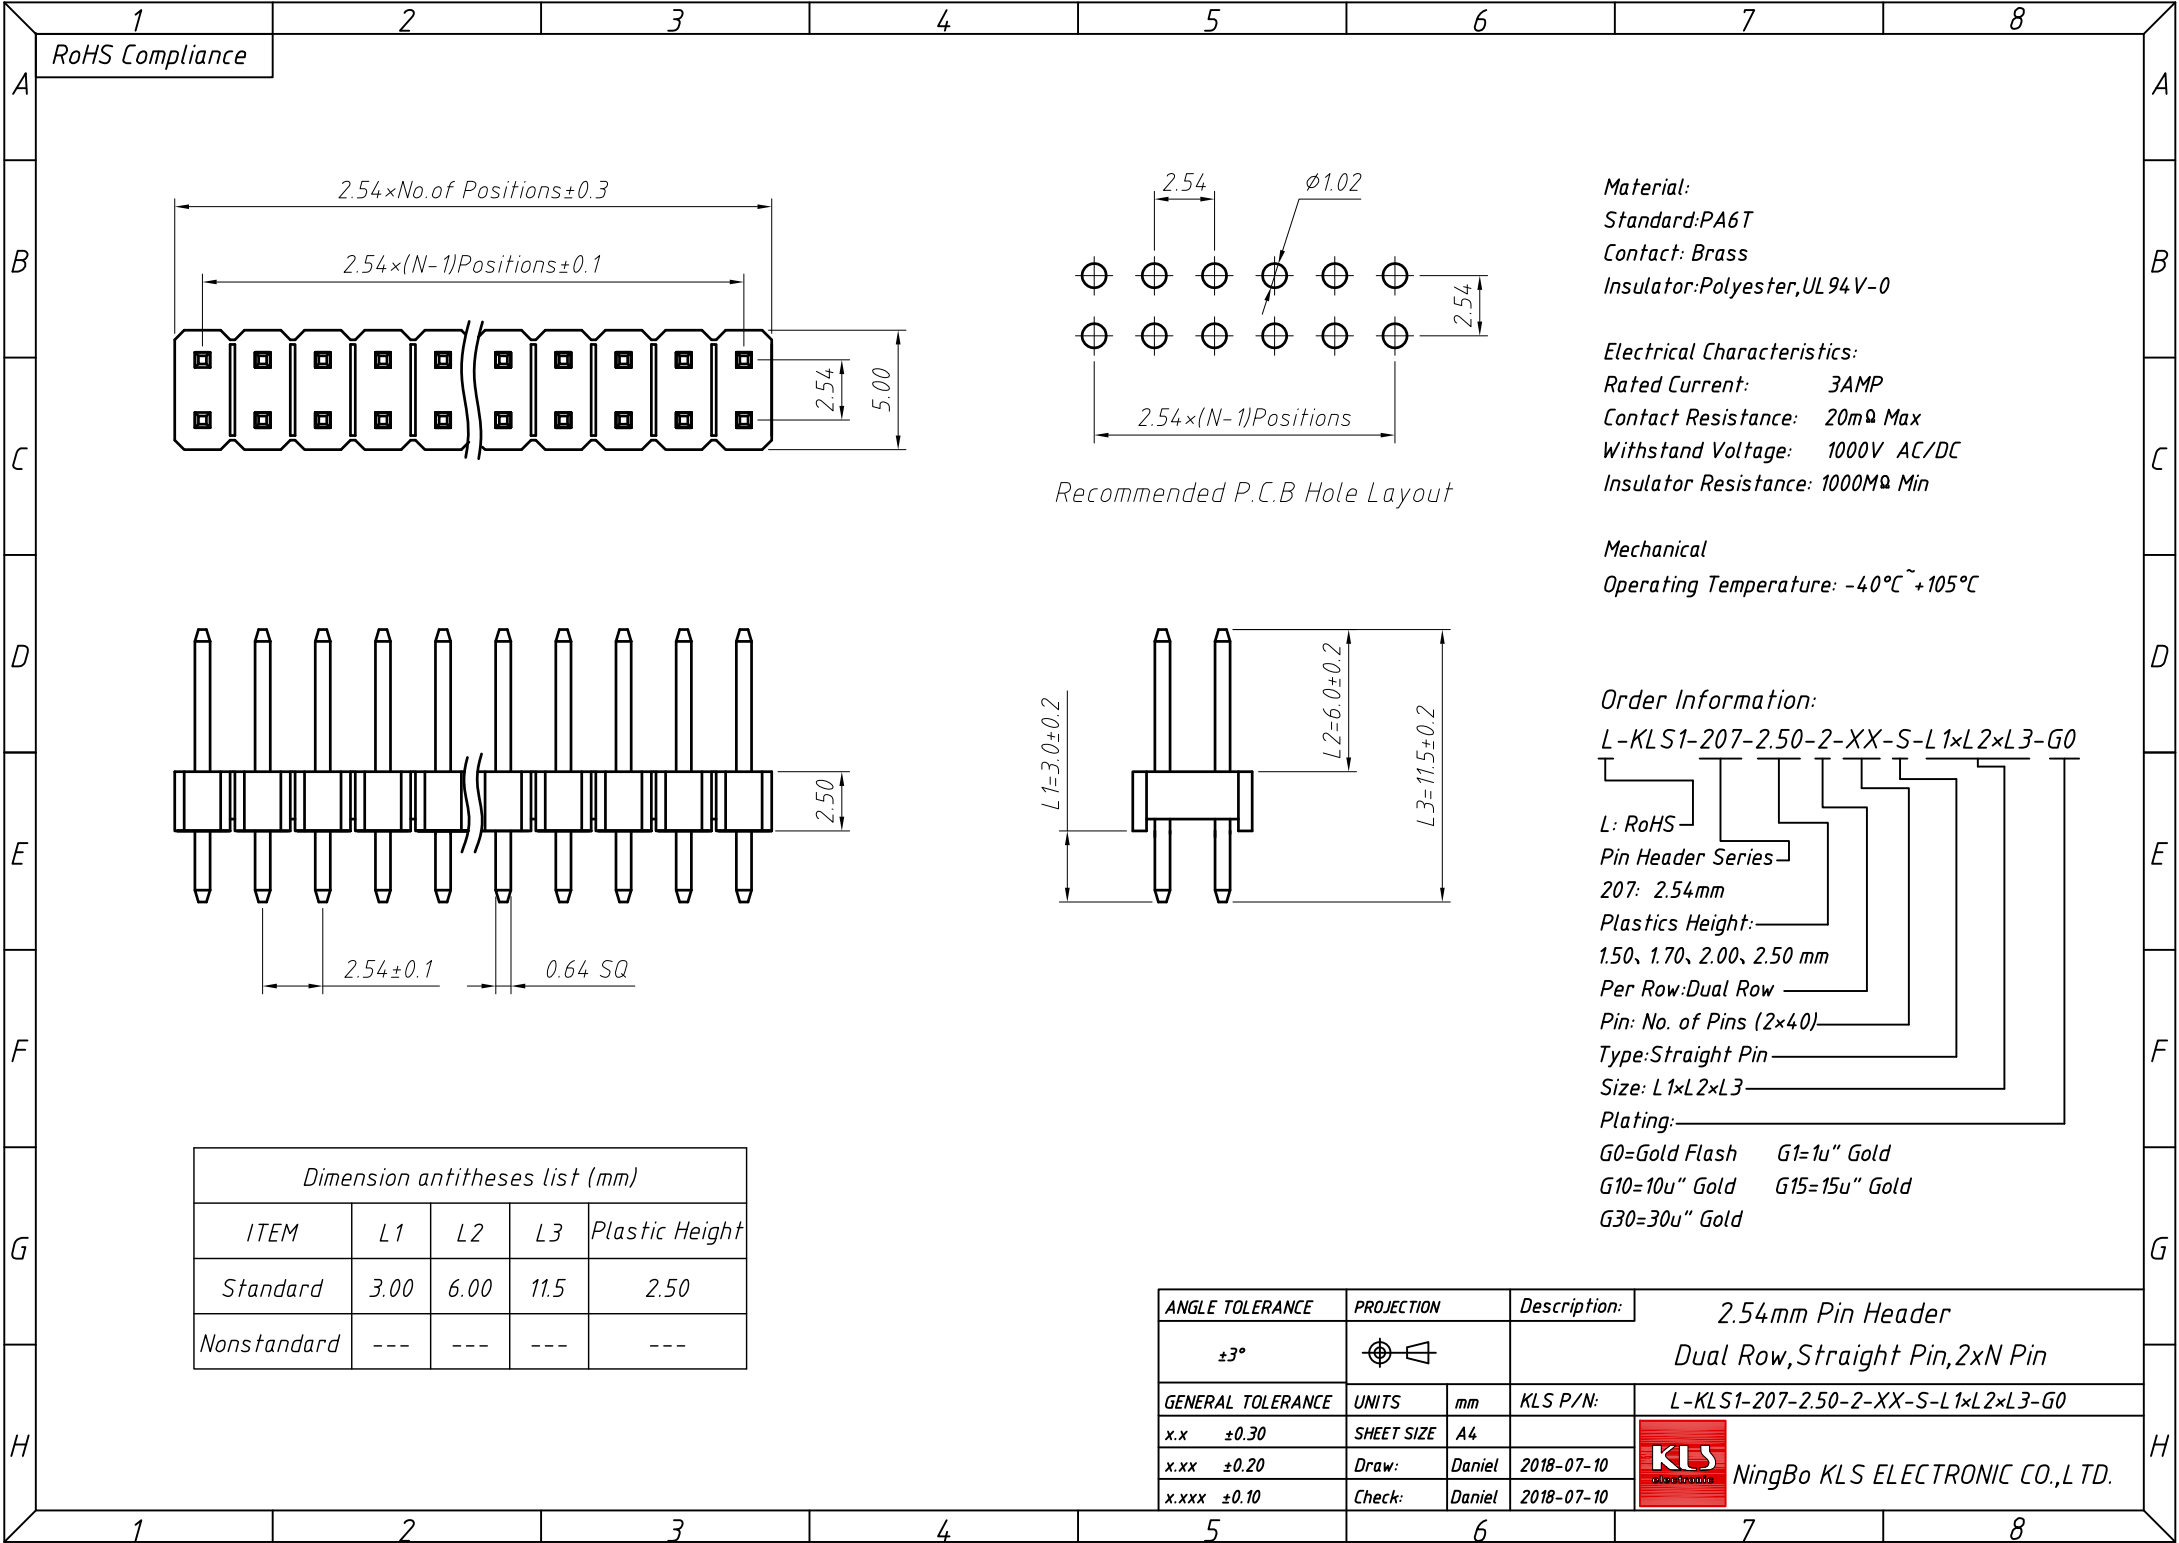 1 2 3 4 5 6 7 8
RoHS Compliance
A A
B B
C C
D D
E E
F F
G G
H H
2.54×No.of Positions±0.3
2.54×(N-1)Positions±0.1
2.54
5.00
2.54
⌀1.02
2.54
2.54×(N-1)Positions
Recommended P.C.B Hole Layout
Material:
Standard:PA6T
Contact: Brass
Insulator:Polyester,UL94V-0
Electrical Characteristics:
Rated Current: 3AMP
Contact Resistance: 20mΩ Max
Withstand Voltage: 1000V AC/DC
Insulator Resistance: 1000MΩ Min
Mechanical
Operating Temperature: -40°C~+105°C
2.50
2.54±0.1
0.64 SQ
L1=3.0±0.2
L2=6.0±0.2
L3=11.5±0.2
Order Information:
L-KLS1-207-2.50-2-XX-S-L1×L2×L3-G0
L: RoHS
Pin Header Series
207: 2.54mm
Plastics Height:
1.50、1.70、2.00、2.50 mm
Per Row:Dual Row
Pin: No. of Pins (2×40)
Type:Straight Pin
Size: L1×L2×L3
Plating:
G0=Gold Flash G1=1u" Gold
G10=10u" Gold G15=15u" Gold
G30=30u" Gold
Dimension antitheses list (mm)
ITEM L1 L2 L3 Plastic Height
Standard 3.00 6.00 11.5 2.50
Nonstandard --- --- --- ---
ANGLE TOLERANCE PROJECTION Description: 2.54mm Pin Header
±3° Dual Row,Straight Pin,2xN Pin
GENERAL TOLERANCE UNITS mm KLS P/N: L-KLS1-207-2.50-2-XX-S-L1×L2×L3-G0
x.x ±0.30 SHEET SIZE A4
x.xx ±0.20 Draw: Daniel 2018-07-10
x.xxx ±0.10 Check: Daniel 2018-07-10
KLS
electronic
NingBo KLS ELECTRONIC CO.,LTD.
1 2 3 4 5 6 7 8